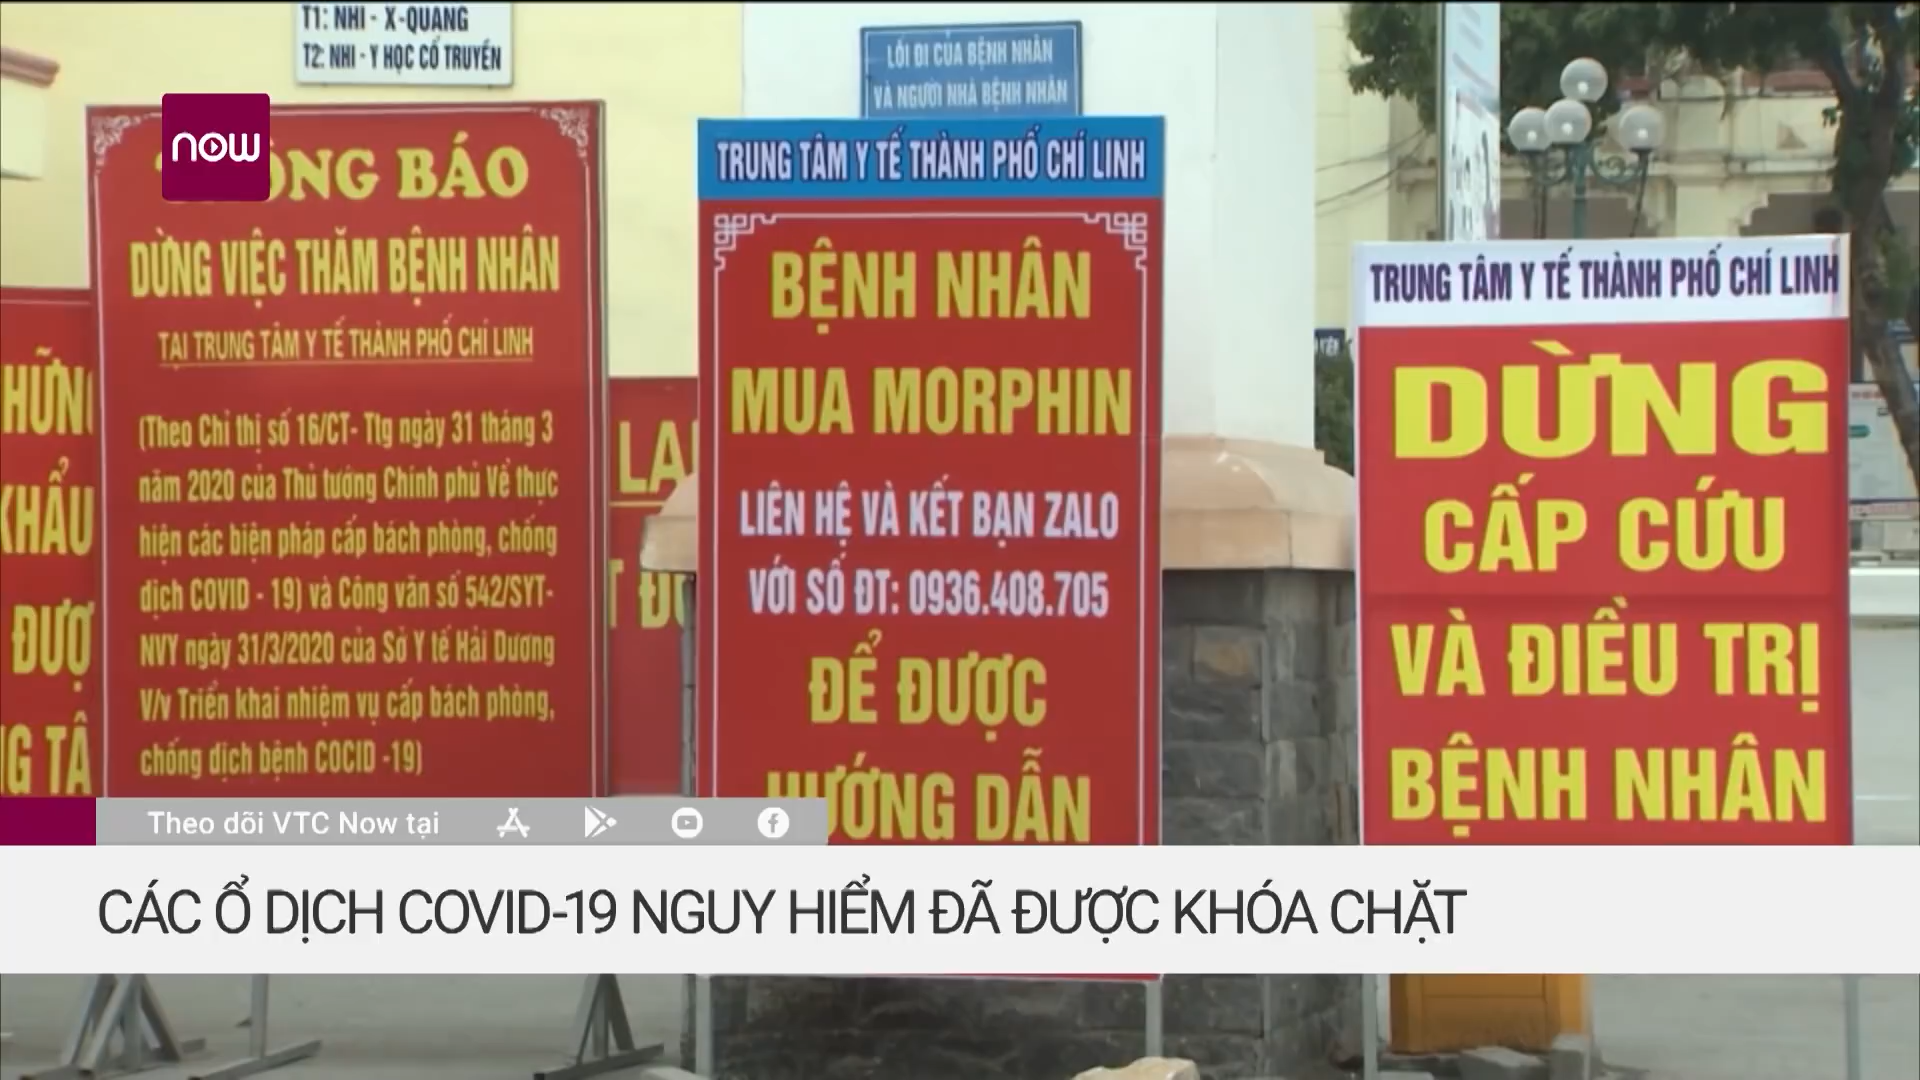 T1: NHI - X-QUANG
T2: NHI - Y HỌC CỔ TRUYỀN
LỐI ĐI CỦA BỆNH NHÂN
VÀ NGƯỜI NHÀ BỆNH NHÂN
now
BÁO
DỪNG VIỆC THĂM BỆNH NHÂN
TẠI TRUNG TÂM Y TẾ THÀNH PHỐ CHÍ LINH
(Theo Chỉ thị số 16/CT- Ttg ngày 31 tháng 3
năm 2020 của Thủ tướng Chính phủ Về thực
hiện các biện pháp cấp bách phòng, chống
dịch COVID - 19) và Công văn số 542/SYT-
NVY ngày 31/3/2020 của Sở Y tế Hải Dương
V/v Triển khai nhiệm vụ cấp bách phòng,
chống dịch bệnh COCID -19)
KHẨU
TRUNG TÂM Y TẾ THÀNH PHỐ CHÍ LINH
BỆNH NHÂN
MUA MORPHIN
LIÊN HỆ VÀ KẾT BẠN ZALO
VỚI SỐ ĐT: 0936.408.705
ĐỂ ĐƯỢC
HƯỚNG DẪN
TRUNG TÂM Y TẾ THÀNH PHỐ CHÍ LINH
DỪNG
CẤP CỨU
VÀ ĐIỀU TRỊ
BỆNH NHÂN
Theo dõi VTC Now tại
CÁC Ổ DỊCH COVID-19 NGUY HIỂM ĐÃ ĐƯỢC KHÓA CHẶT